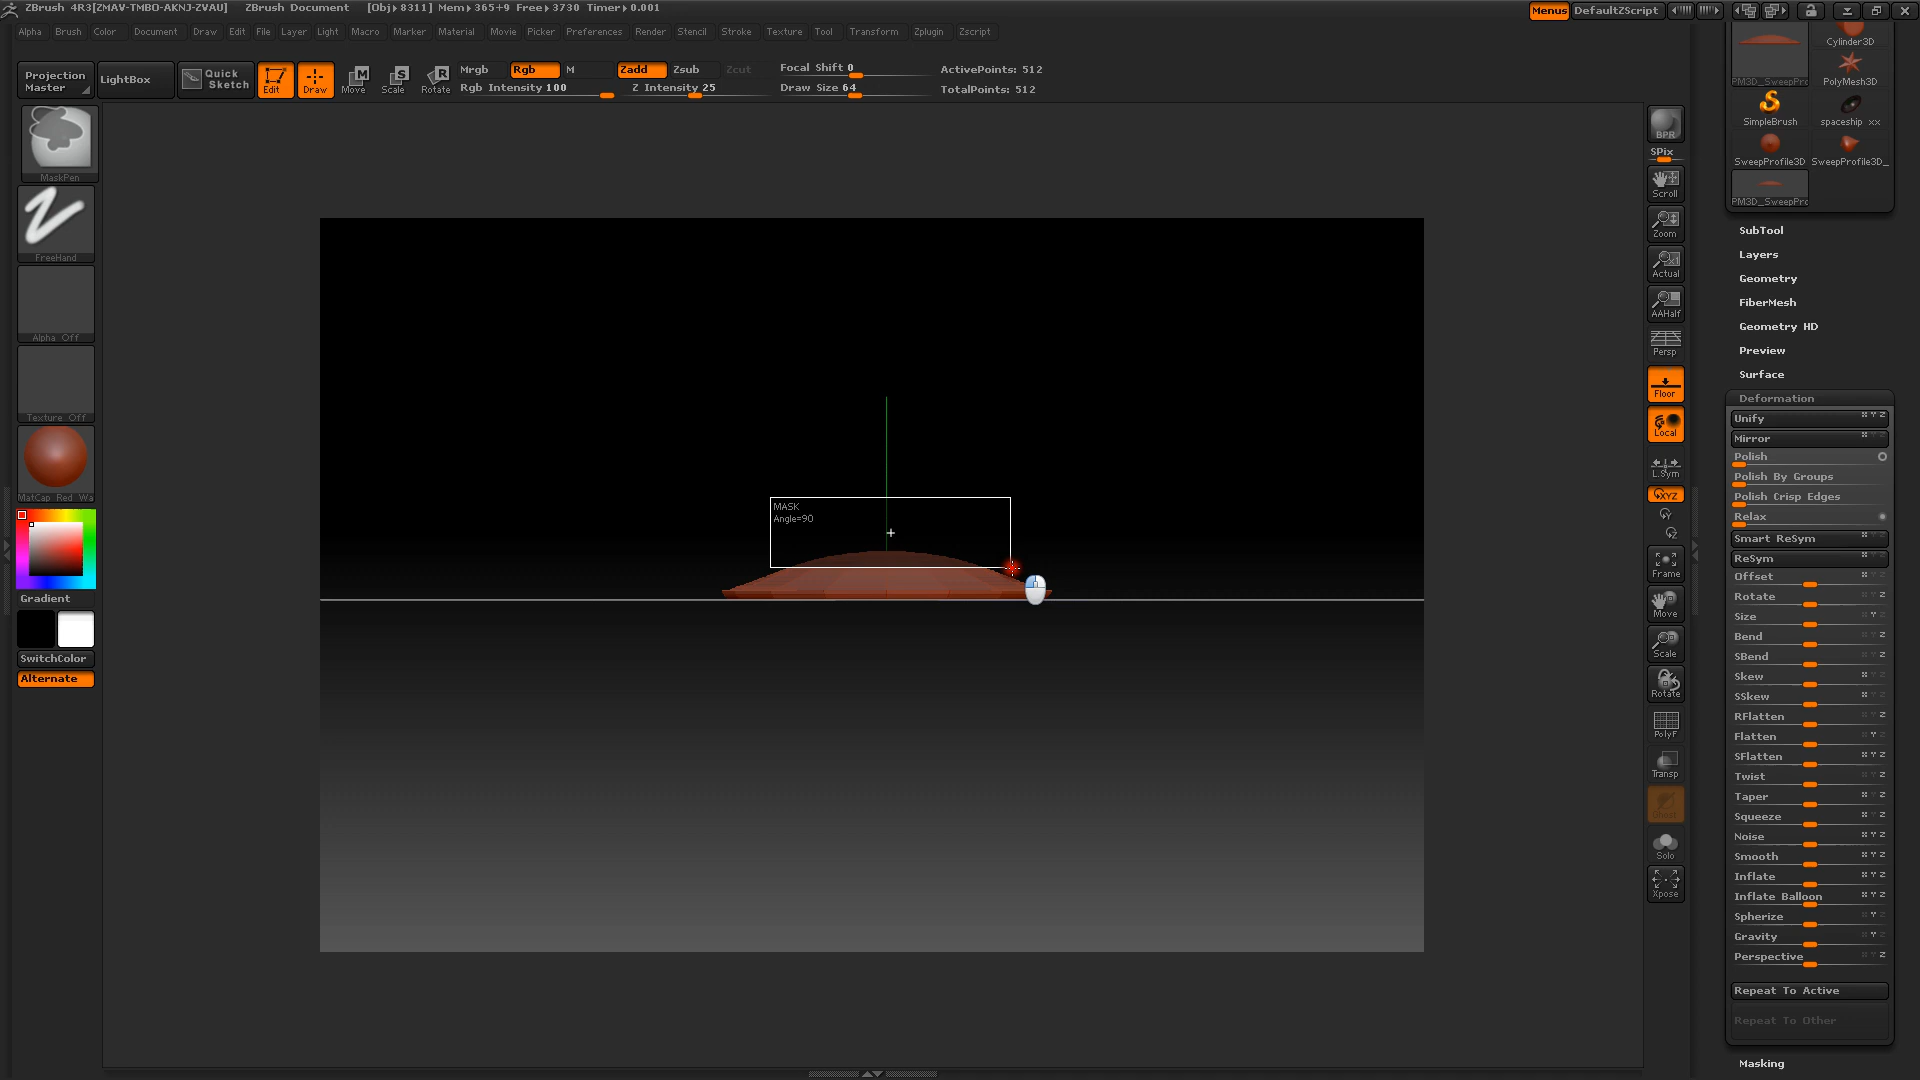 ZBrush 4R3[ZMAV-TMBO-AKNJ-ZVAU] ZBrush Document [Obj▸8311] Mem▸365+9 Free▸3730 Timer▸0.001 Menus DefaultZScript
Alpha Brush Color Document Draw Edit File Layer Light Macro Marker Material Movie Picker Preferences Render Stencil Stroke Texture Tool Transform Zplugin Zscript
Projection Master
LightBox
Quick Sketch
Edit
Draw
Move
Scale
Rotate
Mrgb Rgb M
Rgb Intensity 100
Zadd Zsub Zcut
Z Intensity 25
Focal Shift 0
Draw Size 64
ActivePoints: 512
TotalPoints: 512
MaskPen
FreeHand
Alpha Off
Texture Off
MatCap Red Wa
Gradient
SwitchColor
Alternate
MASK
Angle=90
BPR
SPix
Scroll
Zoom
Actual
AAHalf
Persp
Floor
Local
L.Sym
XYZ
Y
Z
Frame
Move
Scale
Rotate
PolyF
Transp
Solo
Xpose
Cylinder3D
PM3D_SweepPro
PolyMesh3D
SimpleBrush
spaceship xx
SweepProfile3D
SweepProfile3D_
PM3D_SweepPro
SubTool
Layers
Geometry
FiberMesh
Geometry HD
Preview
Surface
Deformation
Unify
Mirror
Polish
Polish By Groups
Polish Crisp Edges
Relax
Smart ReSym
ReSym
Offset
Rotate
Size
Bend
SBend
Skew
SSkew
RFlatten
Flatten
SFlatten
Twist
Taper
Squeeze
Noise
Smooth
Inflate
Inflate Balloon
Spherize
Gravity
Perspective
Repeat To Active
Repeat To Other
Masking